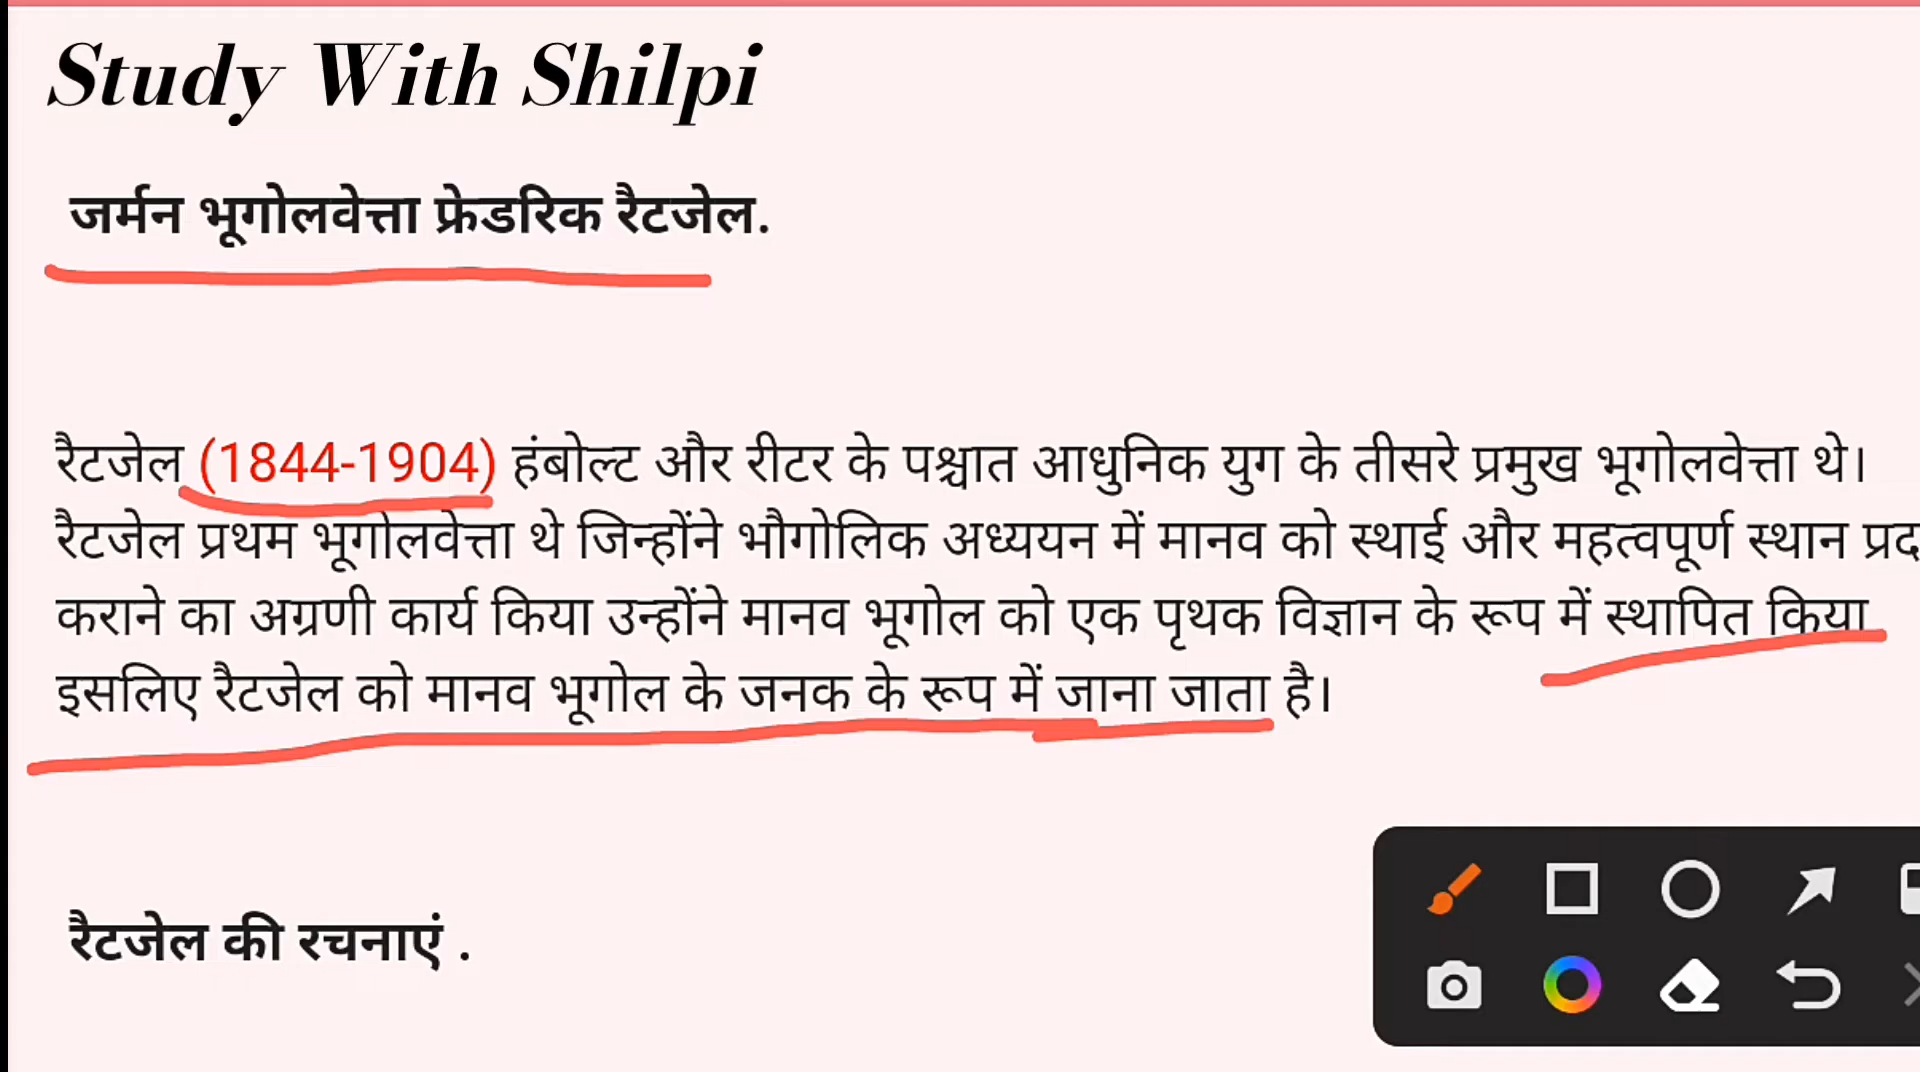 Study With Shilpi
जर्मन भूगोलवेत्ता फ्रेडरिक रैटजेल.
रैटजेल (1844-1904) हंबोल्ट और रीटर के पश्चात आधुनिक युग के तीसरे प्रमुख भूगोलवेत्ता थे।
रैटजेल प्रथम भूगोलवेत्ता थे जिन्होंने भौगोलिक अध्ययन में मानव को स्थाई और महत्वपूर्ण स्थान प्रद
कराने का अग्रणी कार्य किया उन्होंने मानव भूगोल को एक पृथक विज्ञान के रूप में स्थापित किया
इसलिए रैटजेल को मानव भूगोल के जनक के रूप में जाना जाता है।
रैटजेल की रचनाएं .